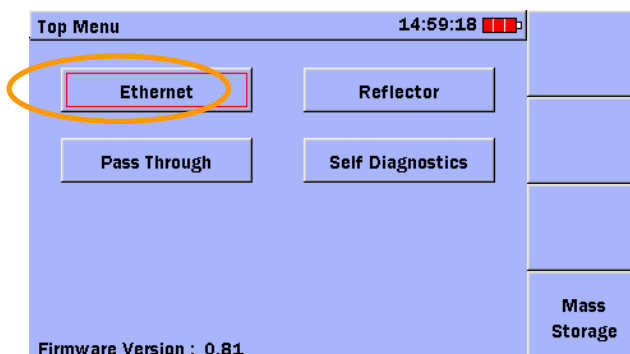 Top Menu 14:59:18
Ethernet Reflector
Pass Through Self Diagnostics
Mass
Storage
Firmware Version : 0.81